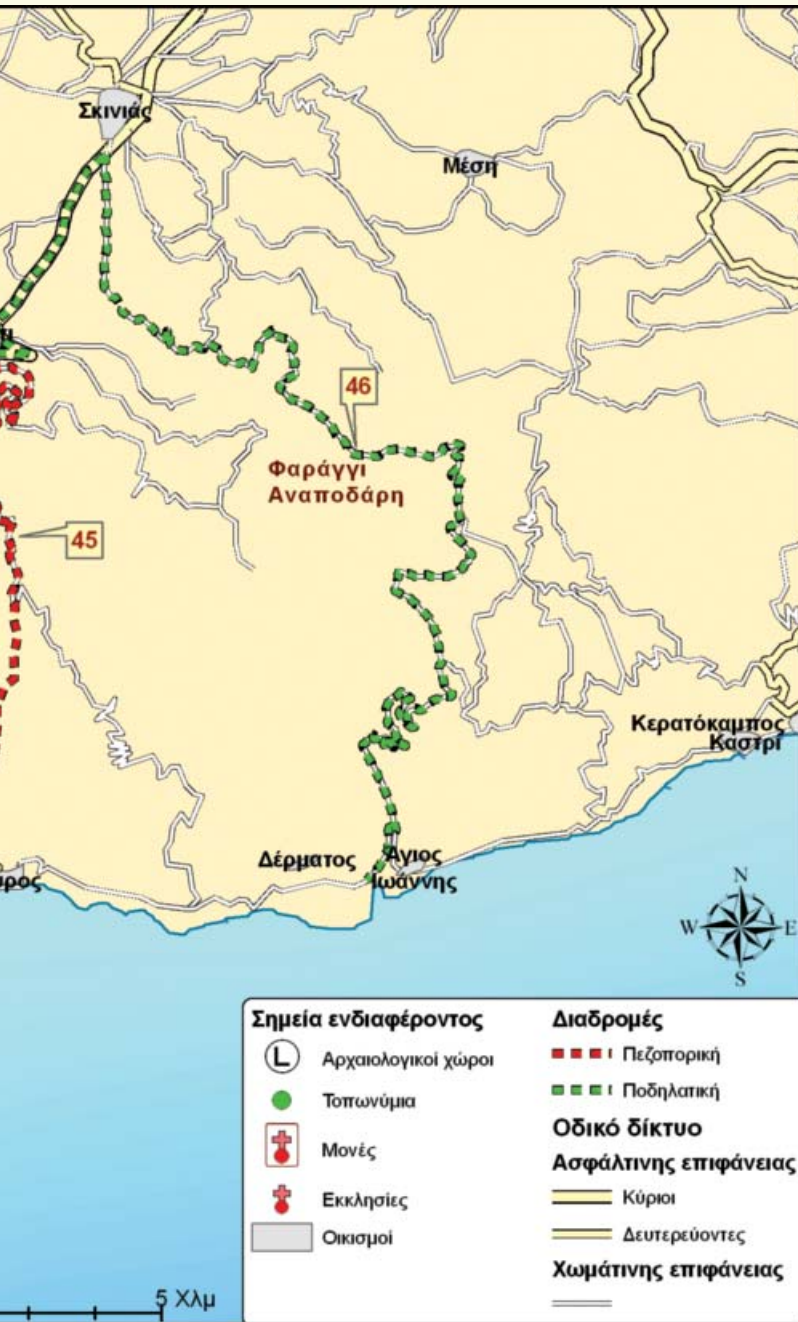 Σκινιάς
Μέση
46
Φαράγγι
Αναποδάρη
45
Κερατόκαμπος
Καστρί
Δέρματος
Άγιος
Ιωάννης
N
W E
S
Σημεία ενδιαφέροντος
Αρχαιολογικοί χώροι
Τοπωνύμια
Μονές
Εκκλησίες
Οικισμοί
Διαδρομές
Πεζοπορική
Ποδηλατική
Οδικό δίκτυο
Ασφάλτινης επιφάνειας
Κύριοι
Δευτερεύοντες
Χωμάτινης επιφάνειας
5 Χλμ